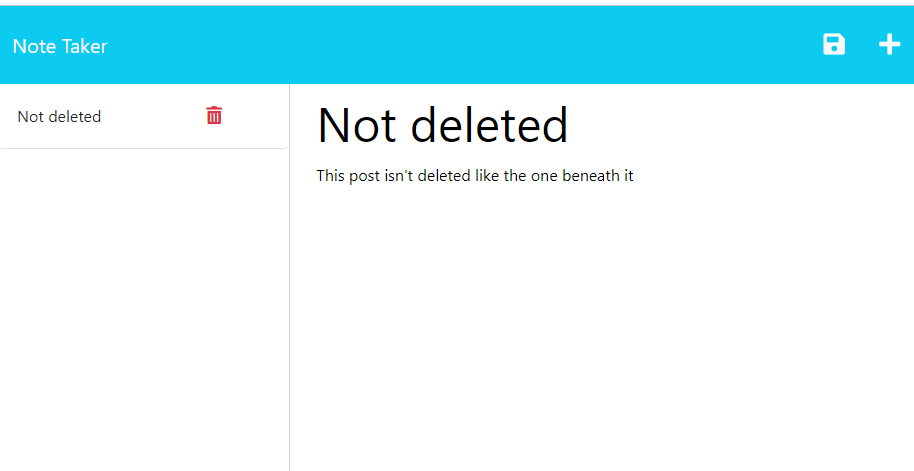 Note Taker
Not deleted
Not deleted
This post isn't deleted like the one beneath it